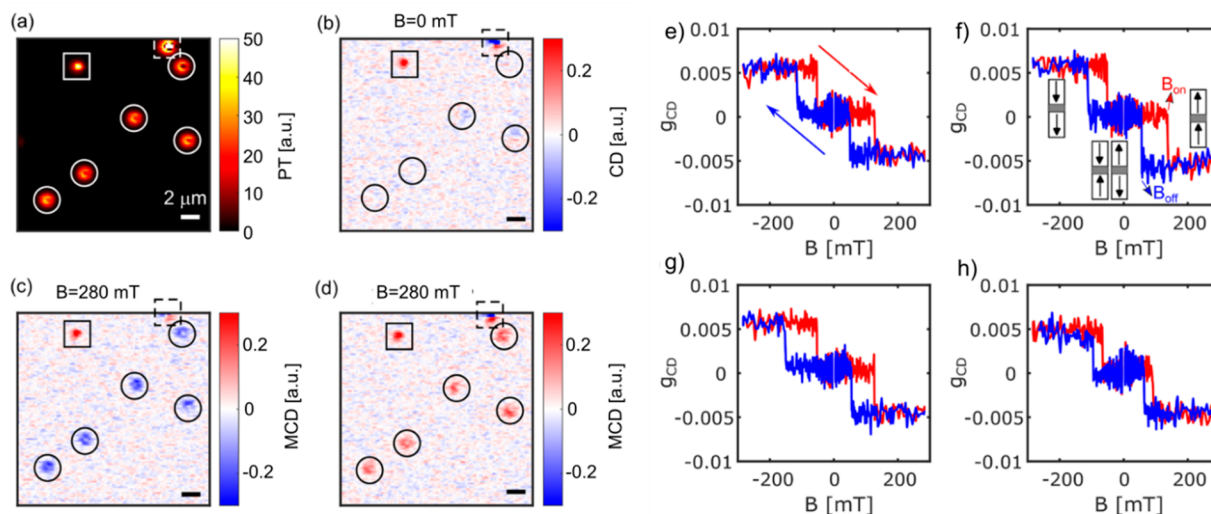 (a)
50
40
30
20
10
0
PT [a.u.]
2 μm
(b)
B=0 mT
0.2
0
-0.2
CD [a.u.]
(c)
B=280 mT
0.2
0
-0.2
MCD [a.u.]
(d)
B=280 mT
0.2
0
-0.2
MCD [a.u.]
e)
0.01
0.005
0
-0.005
-0.01
gCD
-200 0 200
B [mT]
f)
0.01
0.005
0
-0.005
-0.01
gCD
Bon
Boff
-200 0 200
B [mT]
g)
0.01
0.005
0
-0.005
-0.01
gCD
-200 0 200
B [mT]
h)
0.01
0.005
0
-0.005
-0.01
gCD
-200 0 200
B [mT]